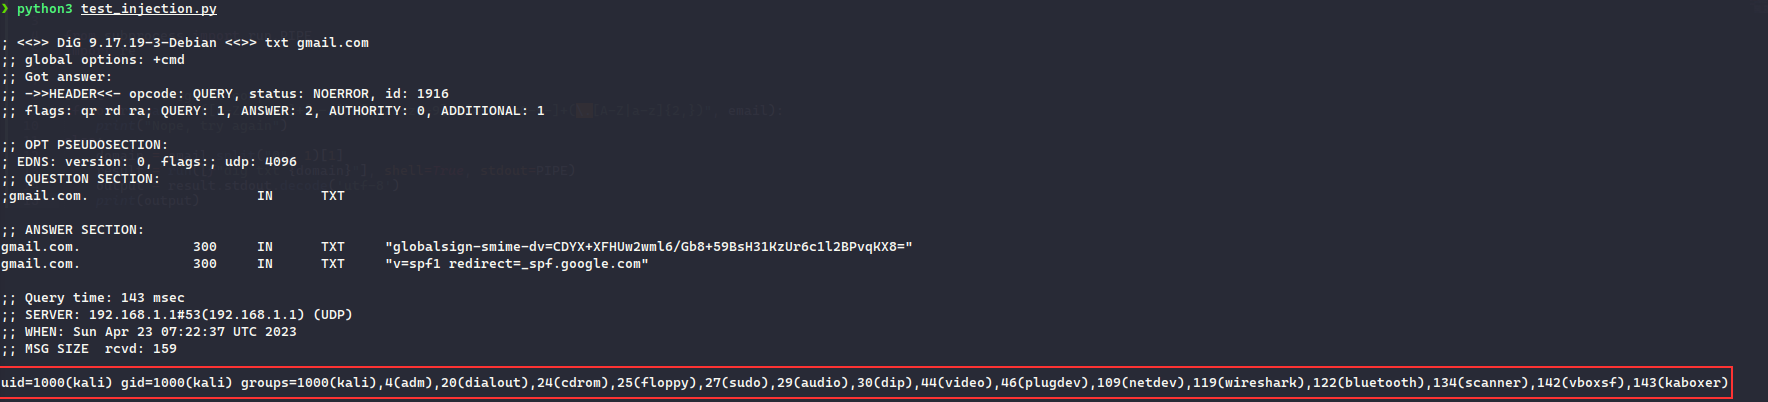 ❯ python3 test_injection.py
; <<>> DiG 9.17.19-3-Debian <<>> txt gmail.com
;; global options: +cmd
;; Got answer:
;; ->>HEADER<<- opcode: QUERY, status: NOERROR, id: 1916
;; flags: qr rd ra; QUERY: 1, ANSWER: 2, AUTHORITY: 0, ADDITIONAL: 1
;; OPT PSEUDOSECTION:
; EDNS: version: 0, flags:; udp: 4096
;; QUESTION SECTION:
;gmail.com. IN TXT
;; ANSWER SECTION:
gmail.com. 300 IN TXT "globalsign-smime-dv=CDYX+XFHUw2wml6/Gb8+59BsH31KzUr6c1l2BPvqKX8="
gmail.com. 300 IN TXT "v=spf1 redirect=_spf.google.com"
;; Query time: 143 msec
;; SERVER: 192.168.1.1#53(192.168.1.1) (UDP)
;; WHEN: Sun Apr 23 07:22:37 UTC 2023
;; MSG SIZE rcvd: 159
uid=1000(kali) gid=1000(kali) groups=1000(kali),4(adm),20(dialout),24(cdrom),25(floppy),27(sudo),29(audio),30(dip),44(video),46(plugdev),109(netdev),119(wireshark),122(bluetooth),134(scanner),142(vboxsf),143(kaboxer)